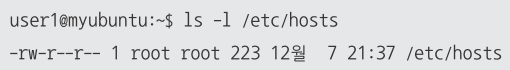 user1@myubuntu:~$ ls -l /etc/hosts
-rw-r--r-- 1 root root 223 12월  7 21:37 /etc/hosts